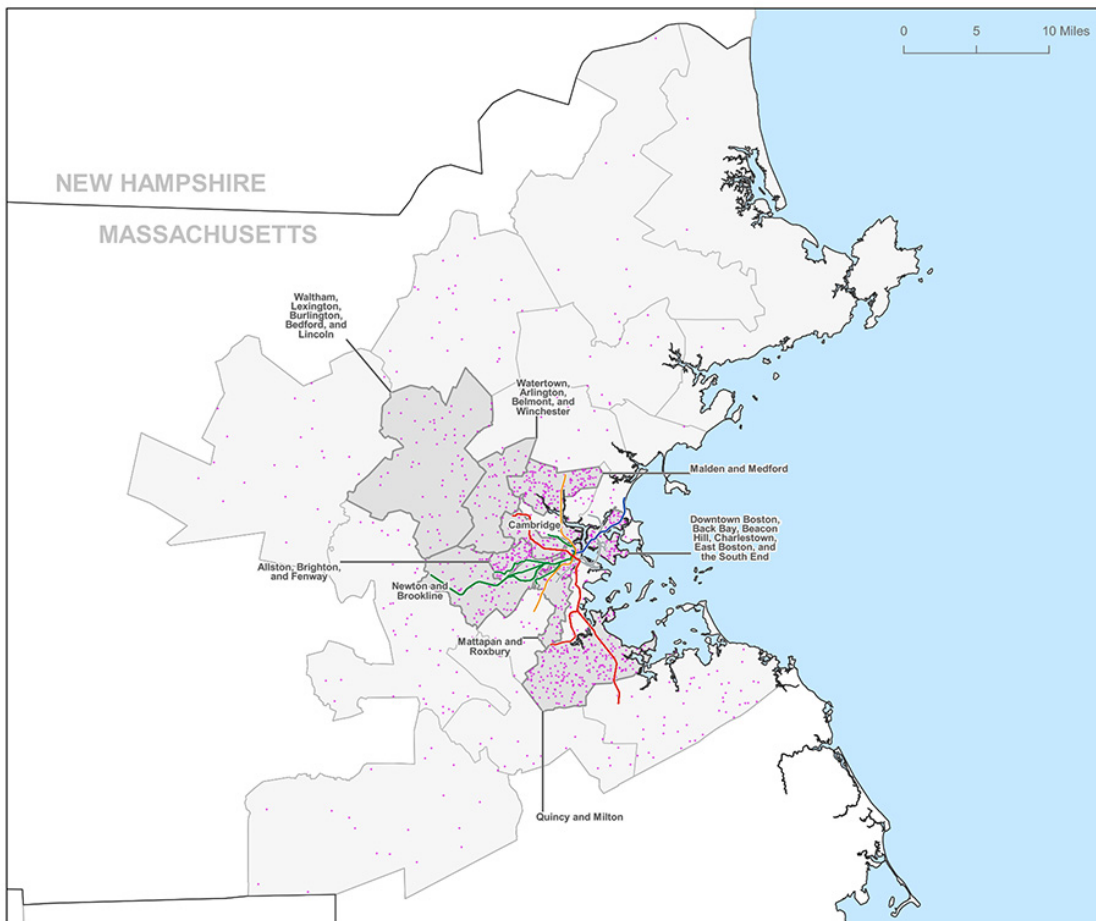 0 5 10 Miles
NEW HAMPSHIRE
MASSACHUSETTS
Waltham,
Lexington,
Burlington,
Bedford, and
Lincoln
Watertown,
Arlington,
Belmont, and
Winchester
Malden and Medford
Cambridge
Downtown Boston,
Back Bay, Beacon
Hill, Charlestown,
East Boston, and
the South End
Allston, Brighton,
and Fenway
Newton and
Brookline
Mattapan and
Roxbury
Quincy and Milton